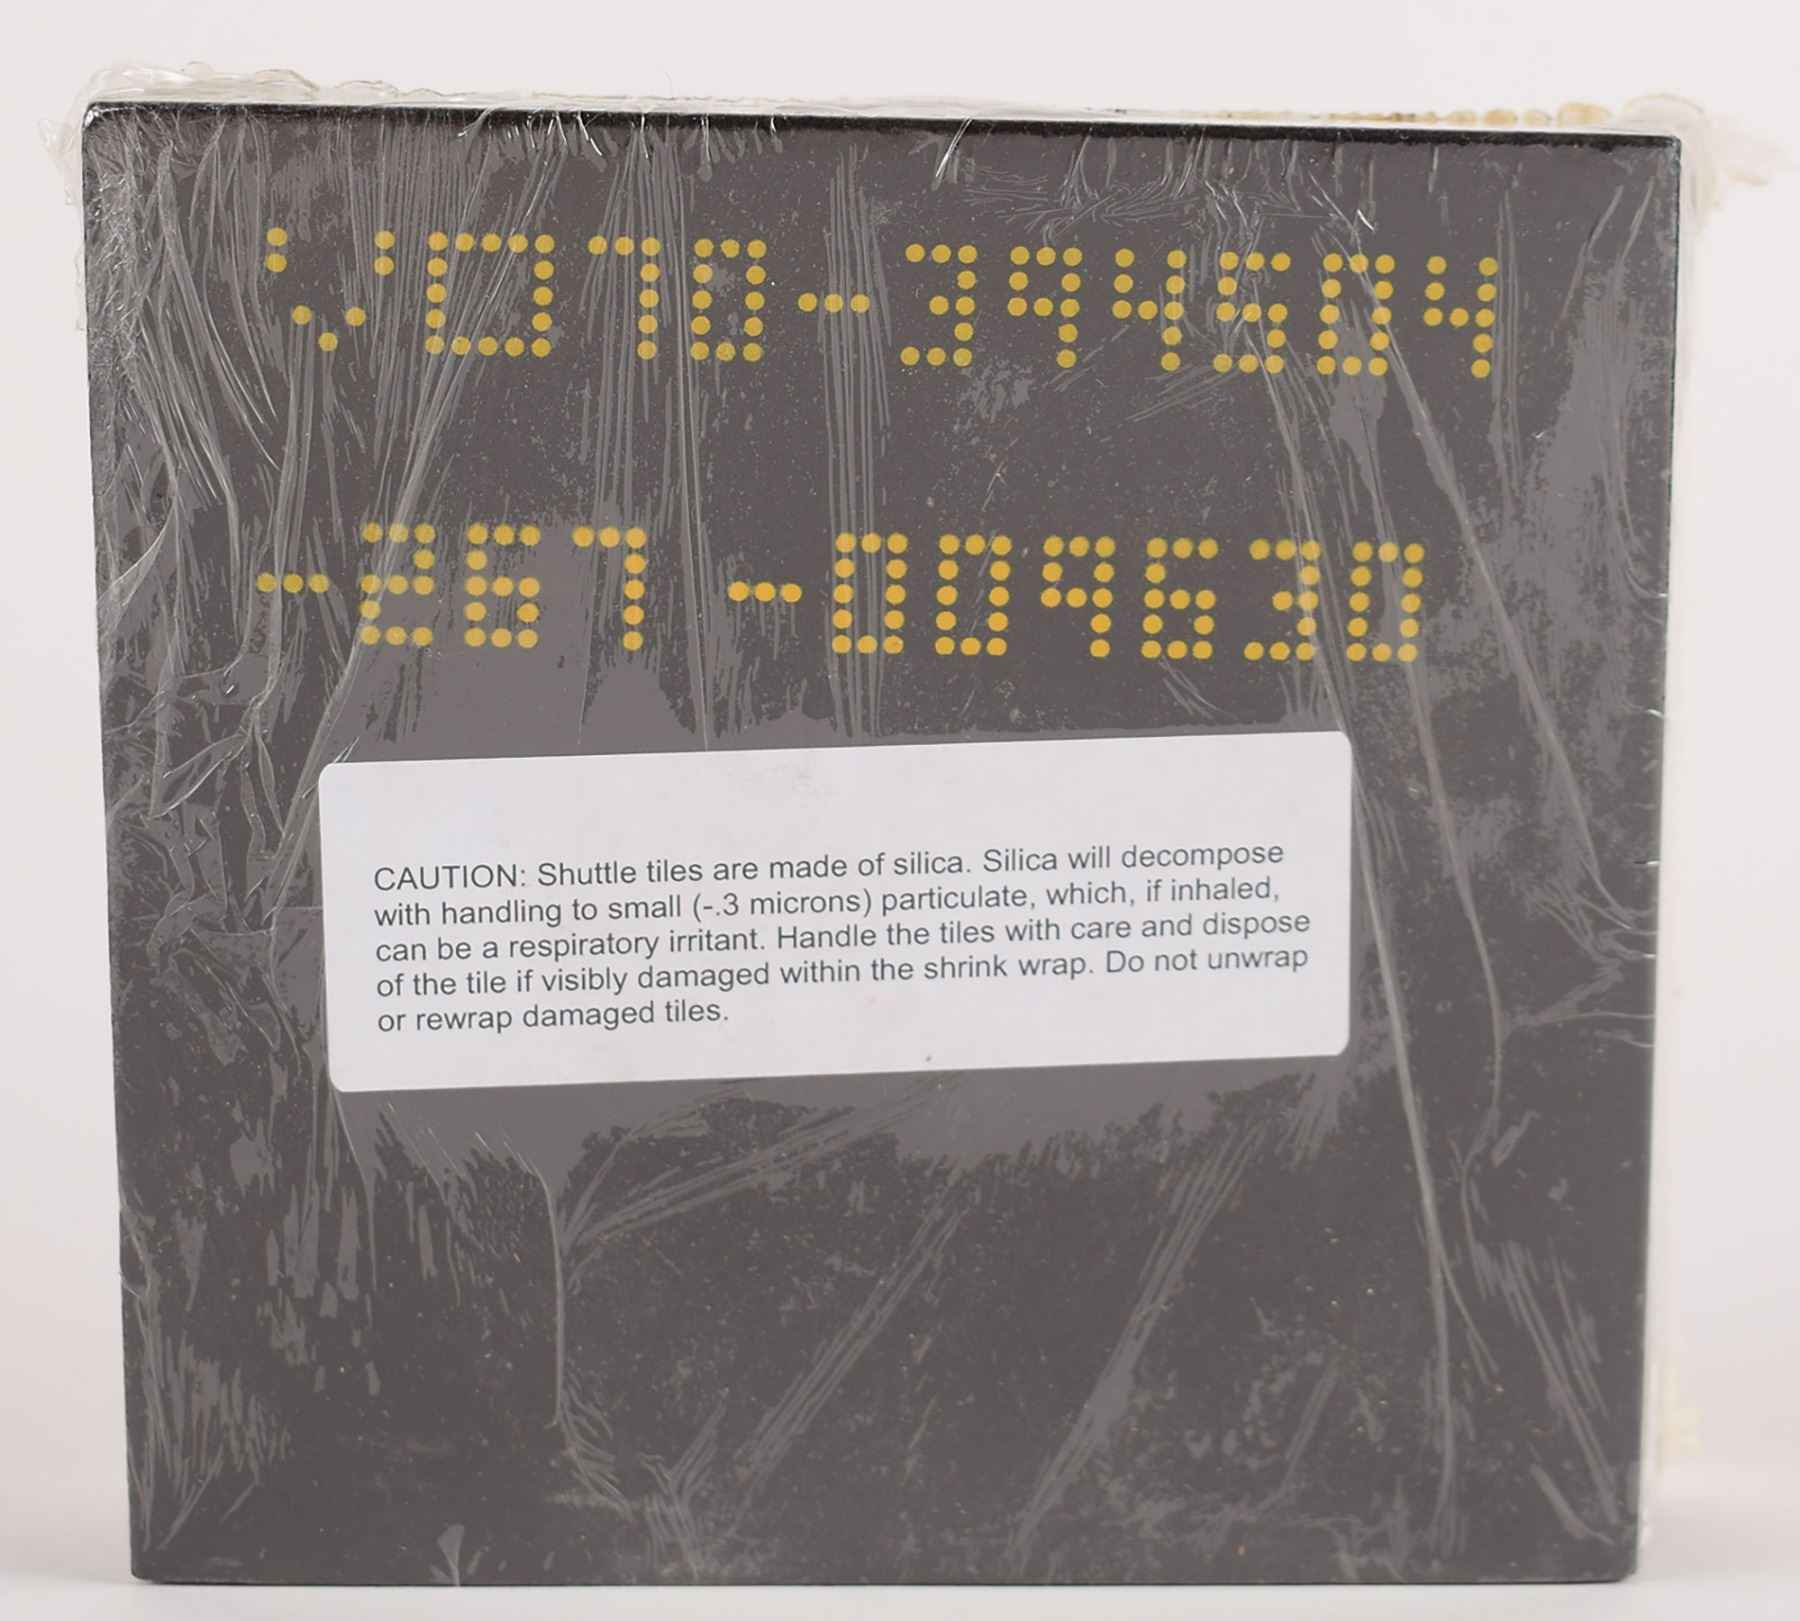 V070-394504
-267-009630
CAUTION: Shuttle tiles are made of silica. Silica will decompose
with handling to small (-.3 microns) particulate, which, if inhaled,
can be a respiratory irritant. Handle the tiles with care and dispose
of the tile if visibly damaged within the shrink wrap. Do not unwrap
or rewrap damaged tiles.